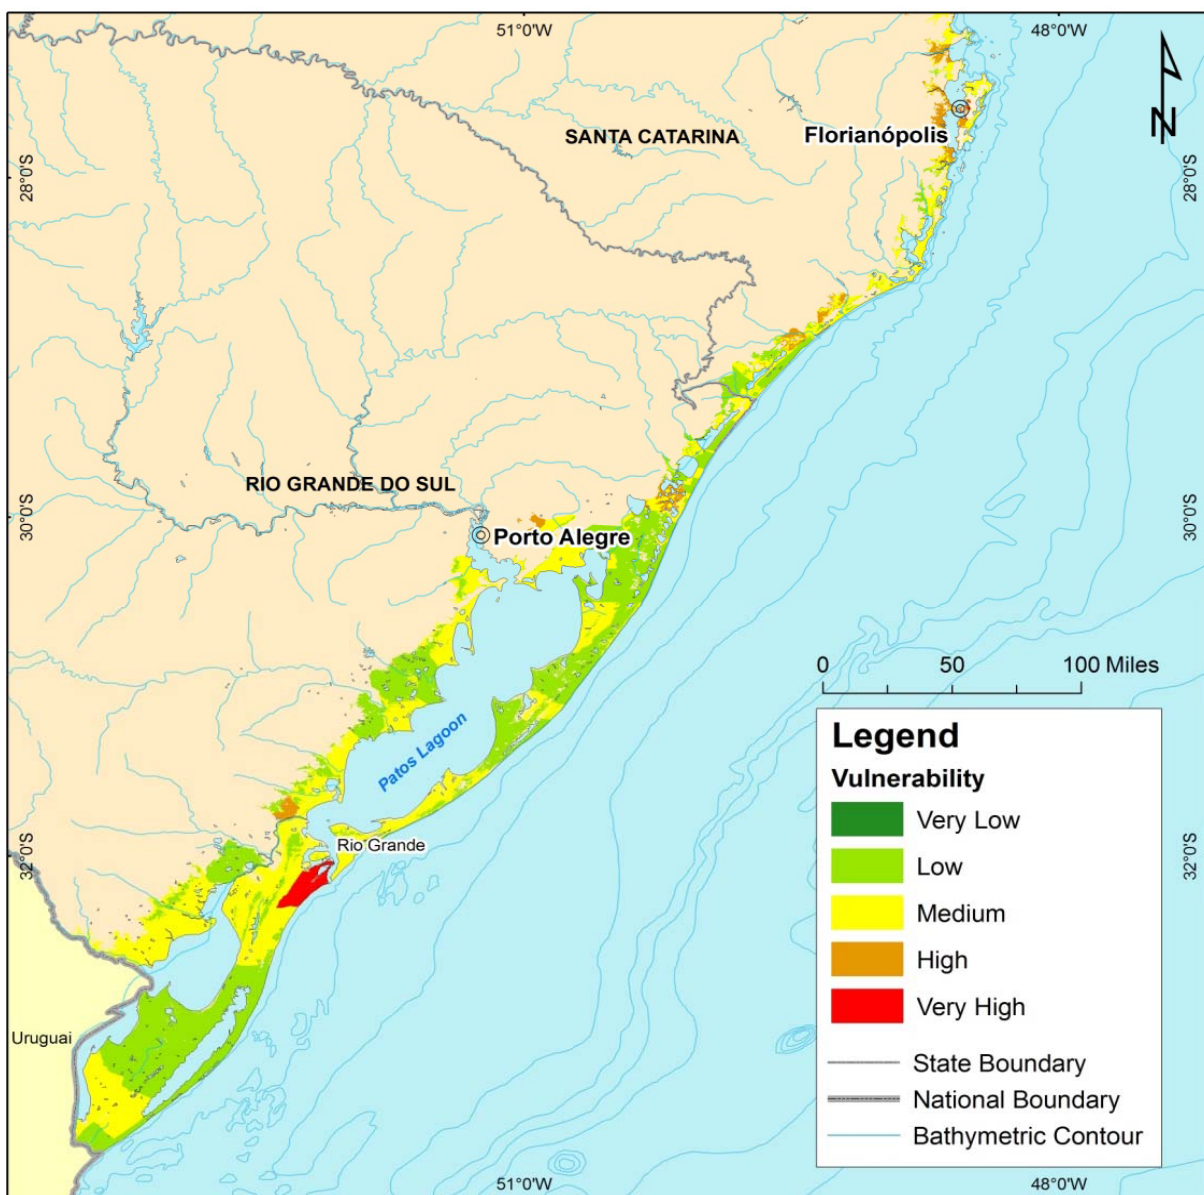 51°0'W
48°0'W
N
SANTA CATARINA
Florianópolis
28°0'S
28°0'S
RIO GRANDE DO SUL
30°0'S
Porto Alegre
30°0'S
0 50 100 Miles
Patos Lagoon
Rio Grande
32°0'S
32°0'S
Uruguai
Legend
Vulnerability
Very Low
Low
Medium
High
Very High
State Boundary
National Boundary
Bathymetric Contour
51°0'W
48°0'W